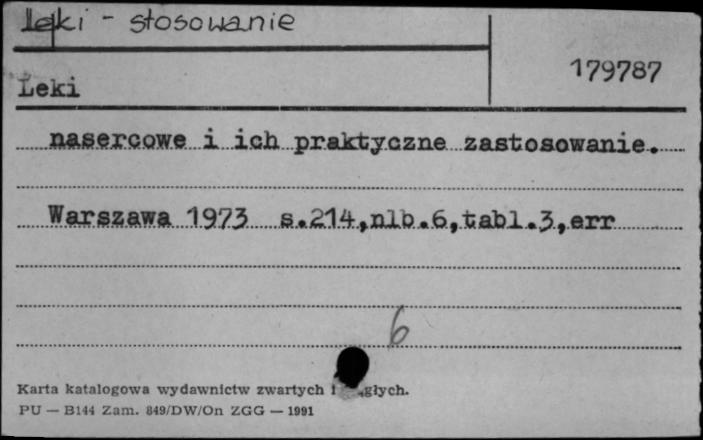 Leki - stosowanie
179787
Leki
nasercowe i ich praktyczne zastosowanie.
Warszawa 1973 s.214,nlb.6,tabl.3,err
6
Karta katalogowa wydawnictw zwartych i głych.
PU — B144 Zam. 849/DW/On ZGG — 1991